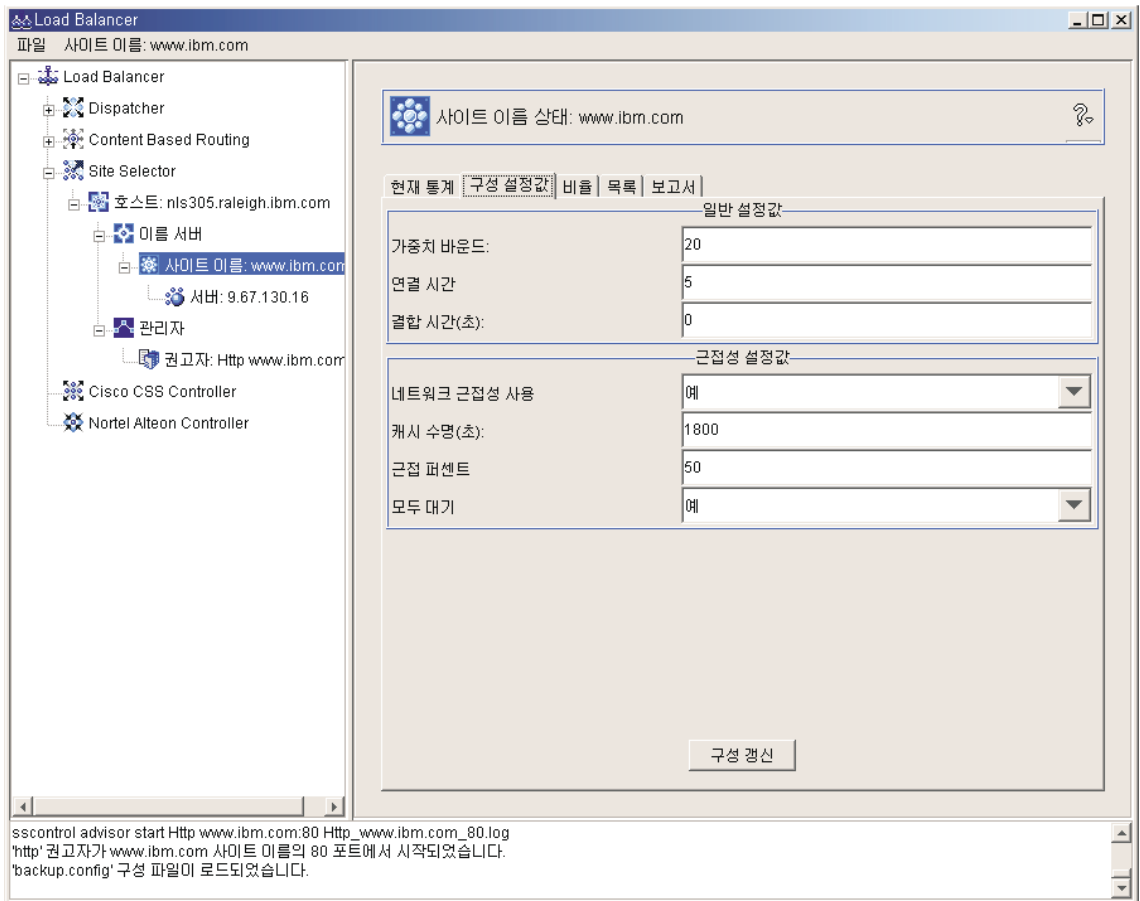 Load Balancer
파일 사이트 이름: www.ibm.com
Load Balancer
Dispatcher
Content Based Routing
Site Selector
호스트: nls305.raleigh.ibm.com
이름 서버
사이트 이름: www.ibm.com
서버: 9.67.130.16
관리자
권고자: Http www.ibm.com
Cisco CSS Controller
Nortel Alteon Controller
사이트 이름 상태: www.ibm.com
현재 통계 구성 설정값 비율 목록 보고서
일반 설정값
가중치 바운드: 20
연결 시간 5
결합 시간(초): 0
근접성 설정값
네트워크 근접성 사용 예
캐시 수명(초): 1800
근접 퍼센트 50
모두 대기 예
구성 갱신
sscontrol advisor start Http www.ibm.com:80 Http_www.ibm.com_80.log
'http' 권고자가 www.ibm.com 사이트 이름의 80 포트에서 시작되었습니다.
'backup.config' 구성 파일이 로드되었습니다.